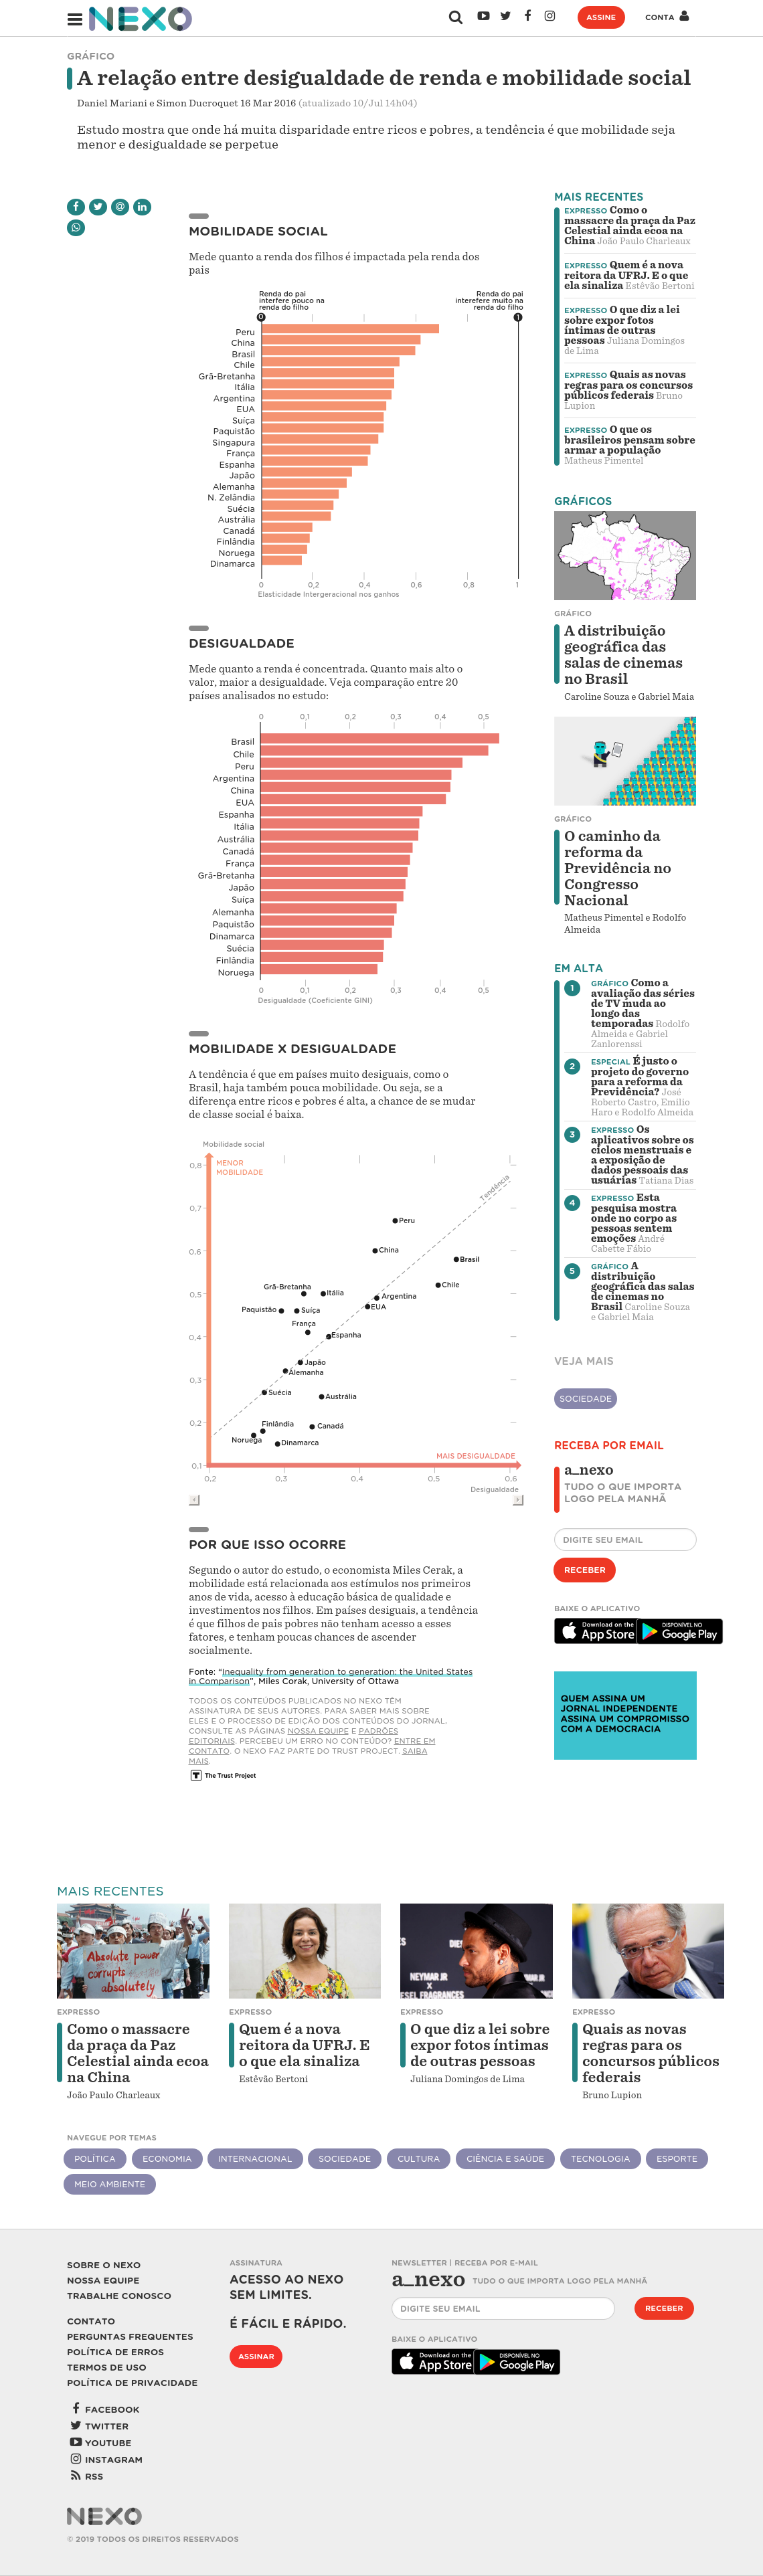 NEXO
ASSINE
CONTA
GRÁFICO
A relação entre desigualdade de renda e mobilidade social
Daniel Mariani e Simon Ducroquet 16 Mar 2016 (atualizado 10/Jul 14h04)
Estudo mostra que onde há muita disparidade entre ricos e pobres, a tendência é que mobilidade seja
menor e desigualdade se perpetue
MOBILIDADE SOCIAL
Mede quanto a renda dos filhos é impactada pela renda dos
pais
Renda do pai
interfere pouco na
renda do filho
Renda do pai
interefere muito na
renda do filho
0
1
Peru
China
Brasil
Chile
Grã-Bretanha
Itália
Argentina
EUA
Suíça
Paquistão
Singapura
França
Espanha
Japão
Alemanha
N. Zelândia
Suécia
Austrália
Canadá
Finlândia
Noruega
Dinamarca
0 0,2 0,4 0,6 0,8 1
Elasticidade Intergeracional nos ganhos
DESIGUALDADE
Mede quanto a renda é concentrada. Quanto mais alto o
valor, maior a desigualdade. Veja comparação entre 20
países analisados no estudo:
0 0,1 0,2 0,3 0,4 0,5
Brasil
Chile
Peru
Argentina
China
EUA
Espanha
Itália
Austrália
Canadá
França
Grã-Bretanha
Japão
Suíça
Alemanha
Paquistão
Dinamarca
Suécia
Finlândia
Noruega
0 0,1 0,2 0,3 0,4 0,5
Desigualdade (Coeficiente GINI)
MOBILIDADE X DESIGUALDADE
A tendência é que em países muito desiguais, como o
Brasil, haja também pouca mobilidade. Ou seja, se a
diferença entre ricos e pobres é alta, a chance de se mudar
de classe social é baixa.
Mobilidade social
MENOR
MOBILIDADE
0,8
0,7
0,6
0,5
0,4
0,3
0,2
0,1
Tendência
Peru
China
Brasil
Chile
Grã-Bretanha
Itália
Argentina
EUA
Paquistão
Suíça
França
Espanha
Japão
Alemanha
Suécia
Austrália
Finlândia
Canadá
Noruega
Dinamarca
MAIS DESIGUALDADE
0,2 0,3 0,4 0,5 0,6
Desigualdade
POR QUE ISSO OCORRE
Segundo o autor do estudo, o economista Miles Cerak, a
mobilidade está relacionada aos estímulos nos primeiros
anos de vida, acesso à educação básica de qualidade e
investimentos nos filhos. Em países desiguais, a tendência
é que filhos de pais pobres não tenham acesso a esses
fatores, e tenham poucas chances de ascender
socialmente.
Fonte: "Inequality from generation to generation: the United States
in Comparison", Miles Corak, University of Ottawa
TODOS OS CONTEÚDOS PUBLICADOS NO NEXO TÊM
ASSINATURA DE SEUS AUTORES. PARA SABER MAIS SOBRE
ELES E O PROCESSO DE EDIÇÃO DOS CONTEÚDOS DO JORNAL,
CONSULTE AS PÁGINAS NOSSA EQUIPE E PADRÕES
EDITORIAIS. PERCEBEU UM ERRO NO CONTEÚDO? ENTRE EM
CONTATO. O NEXO FAZ PARTE DO TRUST PROJECT. SAIBA
MAIS.
The Trust Project
MAIS RECENTES
EXPRESSO Como o
massacre da praça da Paz
Celestial ainda ecoa na
China João Paulo Charleaux
EXPRESSO Quem é a nova
reitora da UFRJ. E o que
ela sinaliza Estêvão Bertoni
EXPRESSO O que diz a lei
sobre expor fotos
íntimas de outras
pessoas Juliana Domingos
de Lima
EXPRESSO Quais as novas
regras para os concursos
públicos federais Bruno
Lupion
EXPRESSO O que os
brasileiros pensam sobre
armar a população
Matheus Pimentel
GRÁFICOS
GRÁFICO
A distribuição
geográfica das
salas de cinemas
no Brasil
Caroline Souza e Gabriel Maia
GRÁFICO
O caminho da
reforma da
Previdência no
Congresso
Nacional
Matheus Pimentel e Rodolfo
Almeida
EM ALTA
1
GRÁFICO Como a
avaliação das séries
de TV muda ao
longo das
temporadas Rodolfo
Almeida e Gabriel
Zanlorenssi
2
ESPECIAL É justo o
projeto do governo
para a reforma da
Previdência? José
Roberto Castro, Emilio
Haro e Rodolfo Almeida
3
EXPRESSO Os
aplicativos sobre os
ciclos menstruais e
a exposição de
dados pessoais das
usuárias Tatiana Dias
4
EXPRESSO Esta
pesquisa mostra
onde no corpo as
pessoas sentem
emoções André
Cabette Fábio
5
GRÁFICO A
distribuição
geográfica das salas
de cinemas no
Brasil Caroline Souza
e Gabriel Maia
VEJA MAIS
SOCIEDADE
RECEBA POR EMAIL
a_nexo
TUDO O QUE IMPORTA
LOGO PELA MANHÃ
DIGITE SEU EMAIL
RECEBER
BAIXE O APLICATIVO
Download on the
App Store
DISPONÍVEL NO
Google Play
QUEM ASSINA UM
JORNAL INDEPENDENTE
ASSINA UM COMPROMISSO
COM A DEMOCRACIA
MAIS RECENTES
Absolute power
corrupts
absolutely
NEYMAR JR
X
ESEL FRAGRANCES
DIES
EXPRESSO
Como o massacre
da praça da Paz
Celestial ainda ecoa
na China
João Paulo Charleaux
EXPRESSO
Quem é a nova
reitora da UFRJ. E
o que ela sinaliza
Estêvão Bertoni
EXPRESSO
O que diz a lei sobre
expor fotos íntimas
de outras pessoas
Juliana Domingos de Lima
EXPRESSO
Quais as novas
regras para os
concursos públicos
federais
Bruno Lupion
NAVEGUE POR TEMAS
POLÍTICA ECONOMIA INTERNACIONAL SOCIEDADE CULTURA CIÊNCIA E SAÚDE TECNOLOGIA ESPORTE
MEIO AMBIENTE
SOBRE O NEXO
NOSSA EQUIPE
TRABALHE CONOSCO
CONTATO
PERGUNTAS FREQUENTES
POLÍTICA DE ERROS
TERMOS DE USO
POLÍTICA DE PRIVACIDADE
FACEBOOK
TWITTER
YOUTUBE
INSTAGRAM
RSS
ASSINATURA
ACESSO AO NEXO
SEM LIMITES.
É FÁCIL E RÁPIDO.
ASSINAR
NEWSLETTER | RECEBA POR E-MAIL
a_nexo TUDO O QUE IMPORTA LOGO PELA MANHÃ
DIGITE SEU EMAIL
RECEBER
BAIXE O APLICATIVO
Download on the
App Store
DISPONÍVEL NO
Google Play
NEXO
© 2019 TODOS OS DIREITOS RESERVADOS